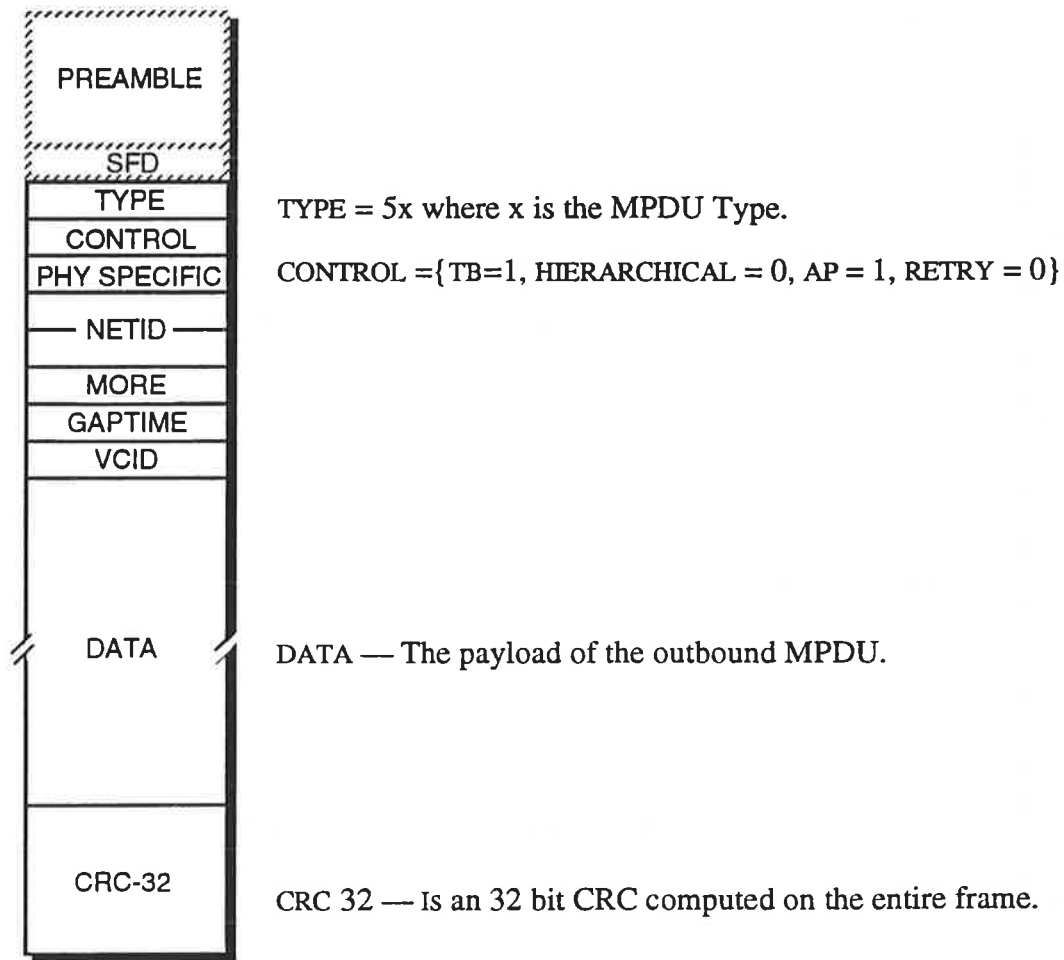 PREAMBLE
SFD
TYPE
TYPE = 5x where x is the MPDU Type.
CONTROL
PHY SPECIFIC
CONTROL ={TB=1, HIERARCHICAL = 0, AP = 1, RETRY = 0}
NETID
MORE
GAPTIME
VCID
DATA
DATA — The payload of the outbound MPDU.
CRC-32
CRC 32 — Is an 32 bit CRC computed on the entire frame.